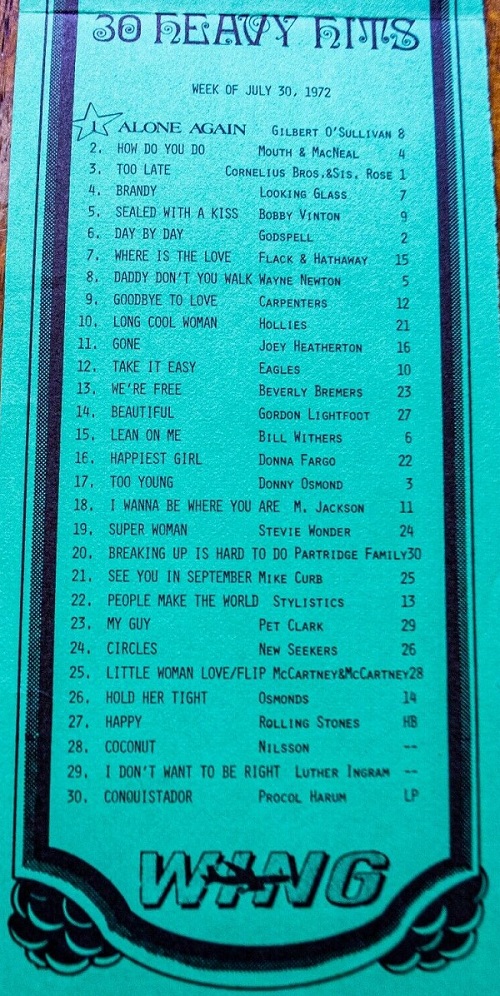 30 HEAVY HITS
WEEK OF JULY 30, 1972
1. ALONE AGAIN GILBERT O'SULLIVAN 8
2. HOW DO YOU DO MOUTH & MACNEAL 4
3. TOO LATE CORNELIUS BROS.&SIS. ROSE 1
4. BRANDY LOOKING GLASS 7
5. SEALED WITH A KISS BOBBY VINTON 9
6. DAY BY DAY GODSPELL 2
7. WHERE IS THE LOVE FLACK & HATHAWAY 15
8. DADDY DON'T YOU WALK WAYNE NEWTON 5
9. GOODBYE TO LOVE CARPENTERS 12
10. LONG COOL WOMAN HOLLIES 21
11. GONE JOEY HEATHERTON 16
12. TAKE IT EASY EAGLES 10
13. WE'RE FREE BEVERLY BREMERS 23
14. BEAUTIFUL GORDON LIGHTFOOT 27
15. LEAN ON ME BILL WITHERS 6
16. HAPPIEST GIRL DONNA FARGO 22
17. TOO YOUNG DONNY OSMOND 3
18. I WANNA BE WHERE YOU ARE M. JACKSON 11
19. SUPER WOMAN STEVIE WONDER 24
20. BREAKING UP IS HARD TO DO PARTRIDGE FAMILY30
21. SEE YOU IN SEPTEMBER MIKE CURB 25
22. PEOPLE MAKE THE WORLD STYLISTICS 13
23. MY GUY PET CLARK 29
24. CIRCLES NEW SEEKERS 26
25. LITTLE WOMAN LOVE/FLIP MCCARTNEY&MCCARTNEY28
26. HOLD HER TIGHT OSMONDS 14
27. HAPPY ROLLING STONES HB
28. COCONUT NILSSON --
29. I DON'T WANT TO BE RIGHT LUTHER INGRAM --
30. CONQUISTADOR PROCOL HARUM LP
WING